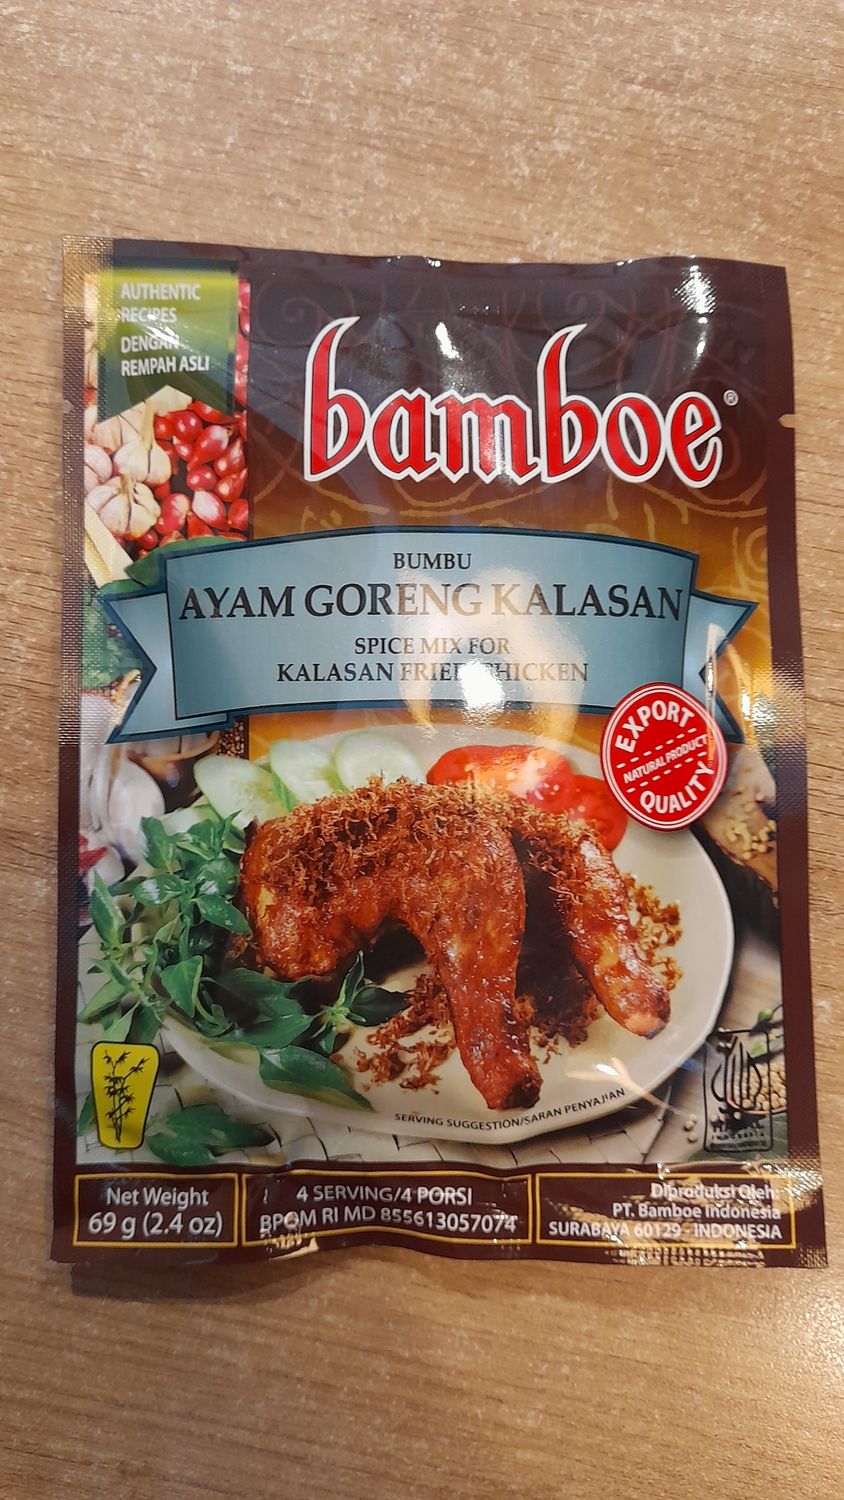 AUTHENTIC
RECIPES
DENGAN
REMPAH ASLI
bamboe®
BUMBU
AYAM GORENG KALASAN
SPICE MIX FOR
KALASAN FRIED CHICKEN
EXPORT
NATURAL PRODUCT
QUALITY
SERVING SUGGESTION/SARAN PENYAJIAN
HALAL
INDONESIA
Net Weight
69 g (2.4 oz)
4 SERVING/4 PORSI
BPOM RI MD 855613057074
Diproduksi Oleh:
PT. Bamboe Indonesia
SURABAYA 60129 - INDONESIA